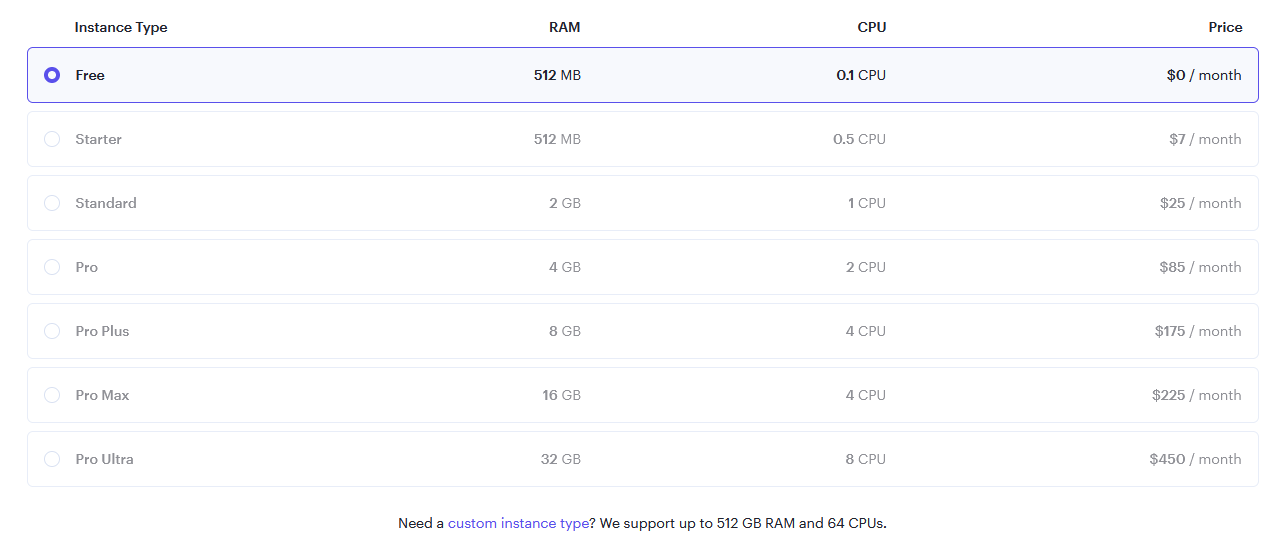 Instance Type RAM CPU Price
Free 512 MB 0.1 CPU $0 / month
Starter 512 MB 0.5 CPU $7 / month
Standard 2 GB 1 CPU $25 / month
Pro 4 GB 2 CPU $85 / month
Pro Plus 8 GB 4 CPU $175 / month
Pro Max 16 GB 4 CPU $225 / month
Pro Ultra 32 GB 8 CPU $450 / month
Need a custom instance type? We support up to 512 GB RAM and 64 CPUs.